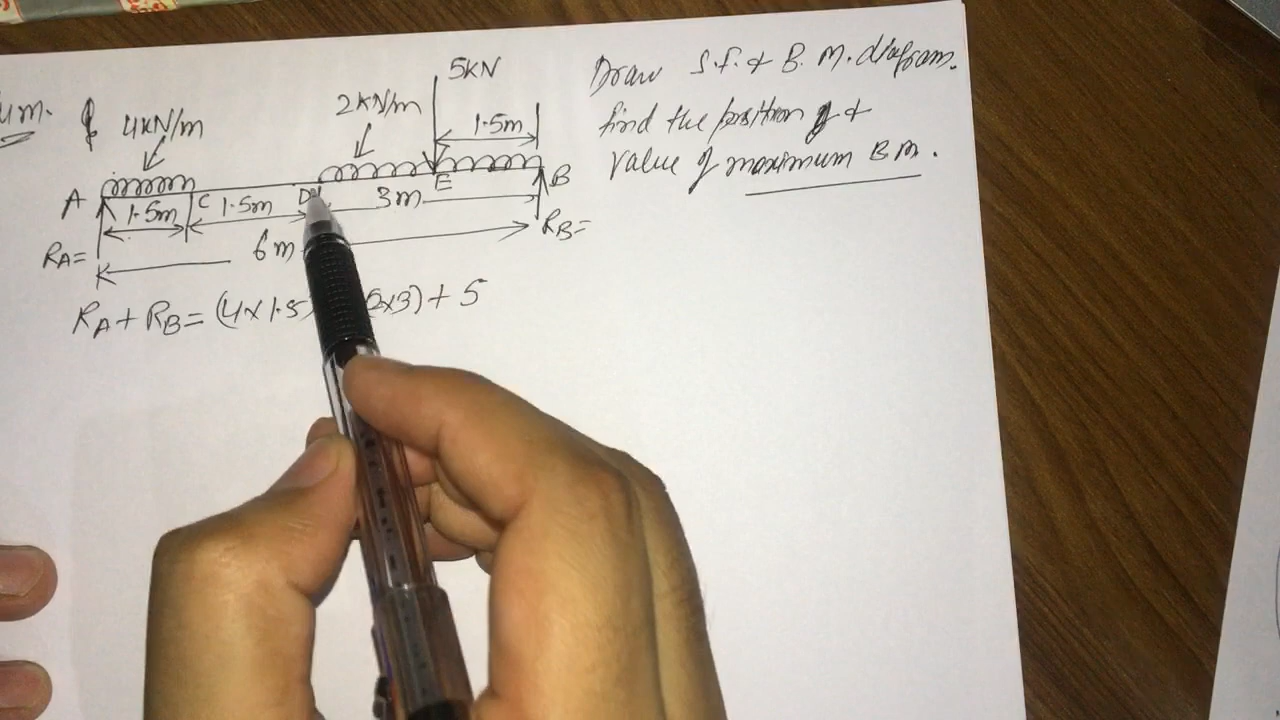 Draw S.F. & B.M. diagram.
find the position of &
value of maximum B M.
5KN
2KN/m
4KN/m
1.5m
A
C
D
E
B
1.5m
1.5m
3m
RA=
6m
RB=
RA + RB = (4×1.5) 2×3) + 5